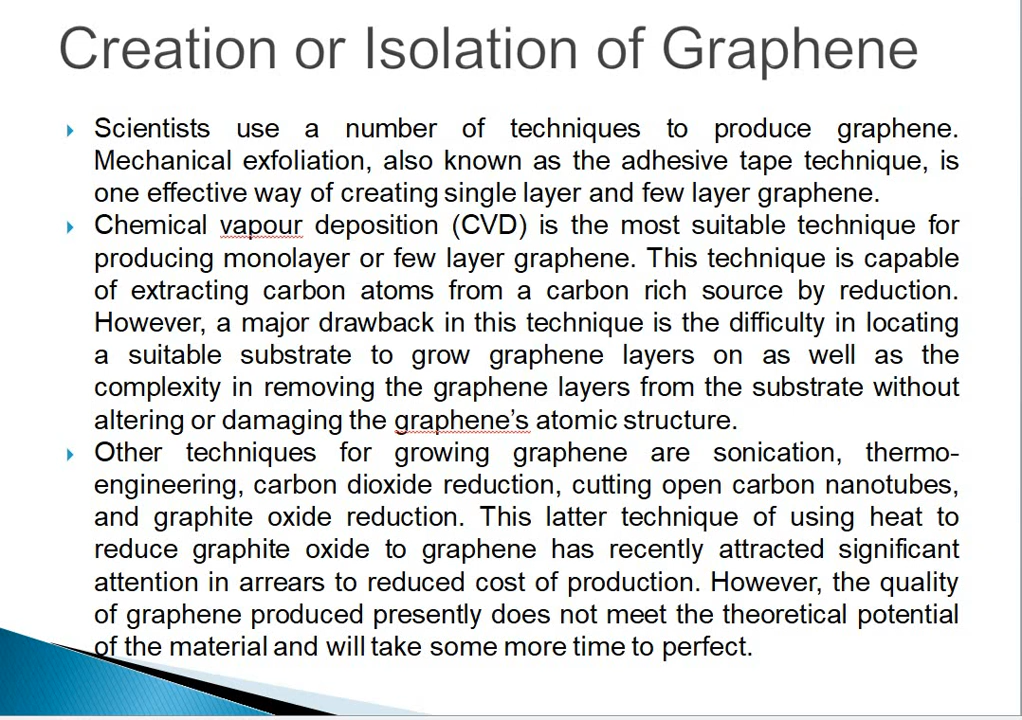 Creation or Isolation of Graphene
Scientists use a number of techniques to produce graphene.
Mechanical exfoliation, also known as the adhesive tape technique, is
one effective way of creating single layer and few layer graphene.
Chemical vapour deposition (CVD) is the most suitable technique for
producing monolayer or few layer graphene. This technique is capable
of extracting carbon atoms from a carbon rich source by reduction.
However, a major drawback in this technique is the difficulty in locating
a suitable substrate to grow graphene layers on as well as the
complexity in removing the graphene layers from the substrate without
altering or damaging the graphene’s atomic structure.
Other techniques for growing graphene are sonication, thermo-
engineering, carbon dioxide reduction, cutting open carbon nanotubes,
and graphite oxide reduction. This latter technique of using heat to
reduce graphite oxide to graphene has recently attracted significant
attention in arrears to reduced cost of production. However, the quality
of graphene produced presently does not meet the theoretical potential
of the material and will take some more time to perfect.